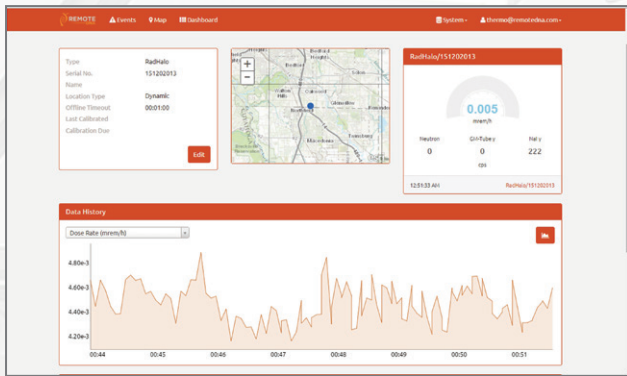 REMOTE
Events
Map
Dashboard
System
thermo@remotedna.com
Type RadHalo
Serial No. 151202013
Name
Location Type Dynamic
Offline Timeout 00:01:00
Last Calibrated
Calibration Due
Edit
+
−
Bedford
Oakwood
RadHalo/151202013
0.005
mrem/h
Neutron GM-Tube γ NaI γ
0 0 222
cps
12:51:33 AM RadHalo/151202013
Data History
Dose Rate (mrem/h)
4.80e-3
4.60e-3
4.40e-3
4.20e-3
00:44 00:45 00:46 00:47 00:48 00:49 00:50 00:51